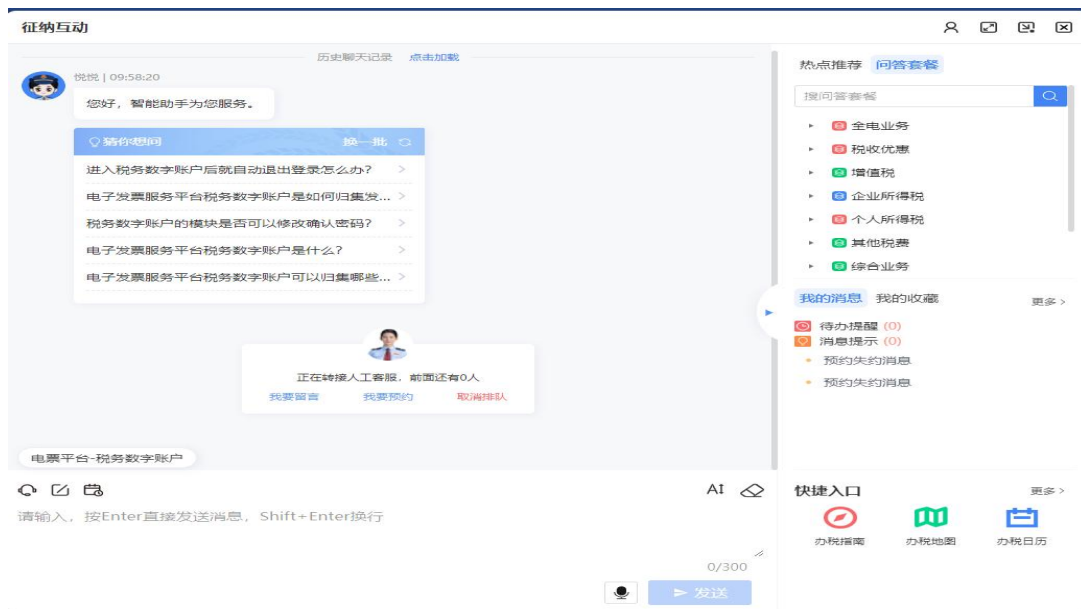 征纳互动
历史聊天记录 点击加载
悦悦 | 09:58:20
您好，智能助手为您服务。
猜你想问 换一批
进入税务数字账户后就自动退出登录怎么办？
电子发票服务平台税务数字账户是如何归集发...
税务数字账户的模块是否可以修改确认密码？
电子发票服务平台税务数字账户是什么？
电子发票服务平台税务数字账户可以归集哪些...
正在转接人工客服，前面还有0人
我要留言 我要预约 取消排队
电票平台-税务数字账户
请输入，按Enter直接发送消息，Shift+Enter换行
0/300
发送
热点推荐 问答套餐
搜问答套餐
全电业务
税收优惠
增值税
企业所得税
个人所得税
其他税费
综合业务
我的消息 我的收藏 更多 >
待办提醒 (0)
消息提示 (0)
预约失约消息
预约失约消息
快捷入口 更多 >
办税指南 办税地图 办税日历